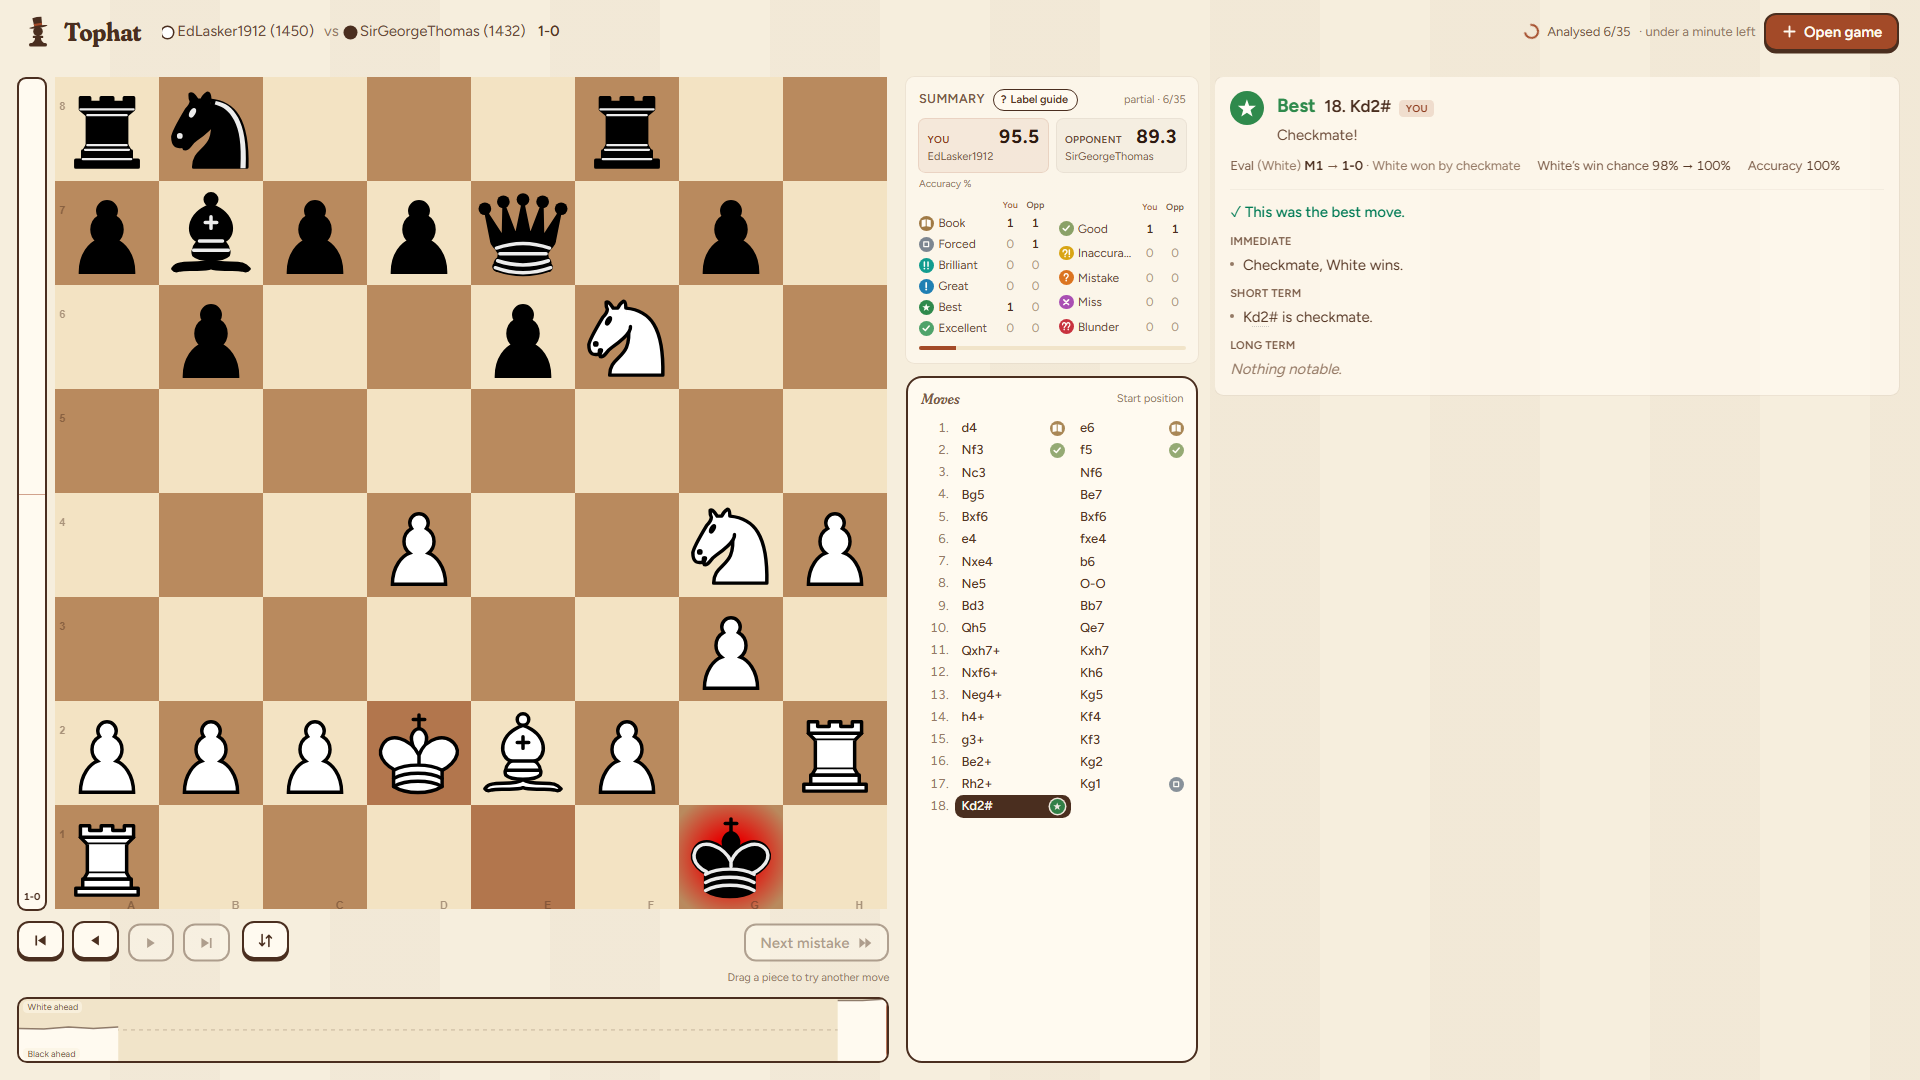 Tophat
EdLasker1912 (1450) vs SirGeorgeThomas (1432) 1-0
Analysed 6/35 · under a minute left
+ Open game
8
7
6
5
4
3
2
1
A B C D E F G H
1-0
Next mistake
Drag a piece to try another move
White ahead
Black ahead
SUMMARY
? Label guide
partial · 6/35
YOU 95.5
EdLasker1912
OPPONENT 89.3
SirGeorgeThomas
Accuracy %
You Opp
Book 1 1
Forced 0 1
!! Brilliant 0 0
! Great 0 0
Best 1 0
Excellent 0 0
You Opp
Good 1 1
?! Inaccura... 0 0
? Mistake 0 0
Miss 0 0
?? Blunder 0 0
Moves
Start position
1. d4 e6
2. Nf3 f5
3. Nc3 Nf6
4. Bg5 Be7
5. Bxf6 Bxf6
6. e4 fxe4
7. Nxe4 b6
8. Ne5 O-O
9. Bd3 Bb7
10. Qh5 Qe7
11. Qxh7+ Kxh7
12. Nxf6+ Kh6
13. Neg4+ Kg5
14. h4+ Kf4
15. g3+ Kf3
16. Be2+ Kg2
17. Rh2+ Kg1
18. Kd2#
Best 18. Kd2# YOU
Checkmate!
Eval (White) M1 → 1-0 · White won by checkmate White's win chance 98% → 100% Accuracy 100%
✓ This was the best move.
IMMEDIATE
• Checkmate, White wins.
SHORT TERM
• Kd2# is checkmate.
LONG TERM
Nothing notable.